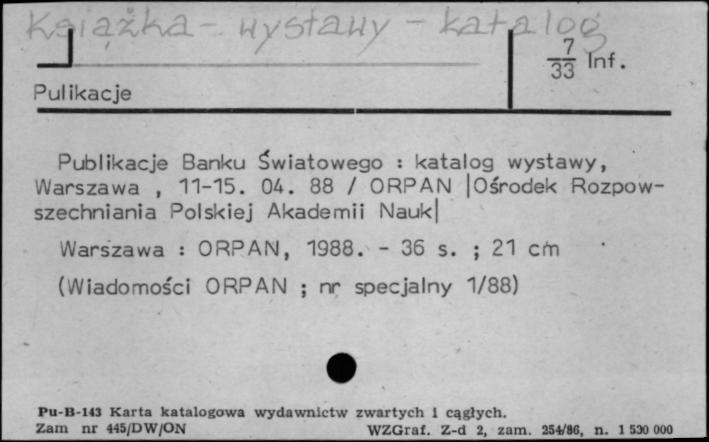 Książka - wystawy - katalog
7/33 Inf.
Pulikacje
Publikacje Banku Światowego : katalog wystawy,
Warszawa , 11-15. 04. 88 / ORPAN |Ośrodek Rozpow-
szechniania Polskiej Akademii Nauk|
Warszawa : ORPAN, 1988. - 36 s. ; 21 cm
(Wiadomości ORPAN ; nr specjalny 1/88)
Pu-B-143 Karta katalogowa wydawnictw zwartych i ciągłych.
Zam nr 445/DW/ON WZGraf. Z-d 2, zam. 254/86, n. 1 530 000